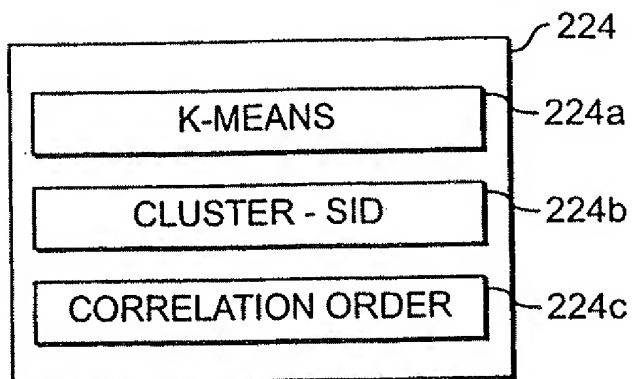 224
K-MEANS 224a
CLUSTER - SID 224b
CORRELATION ORDER 224c